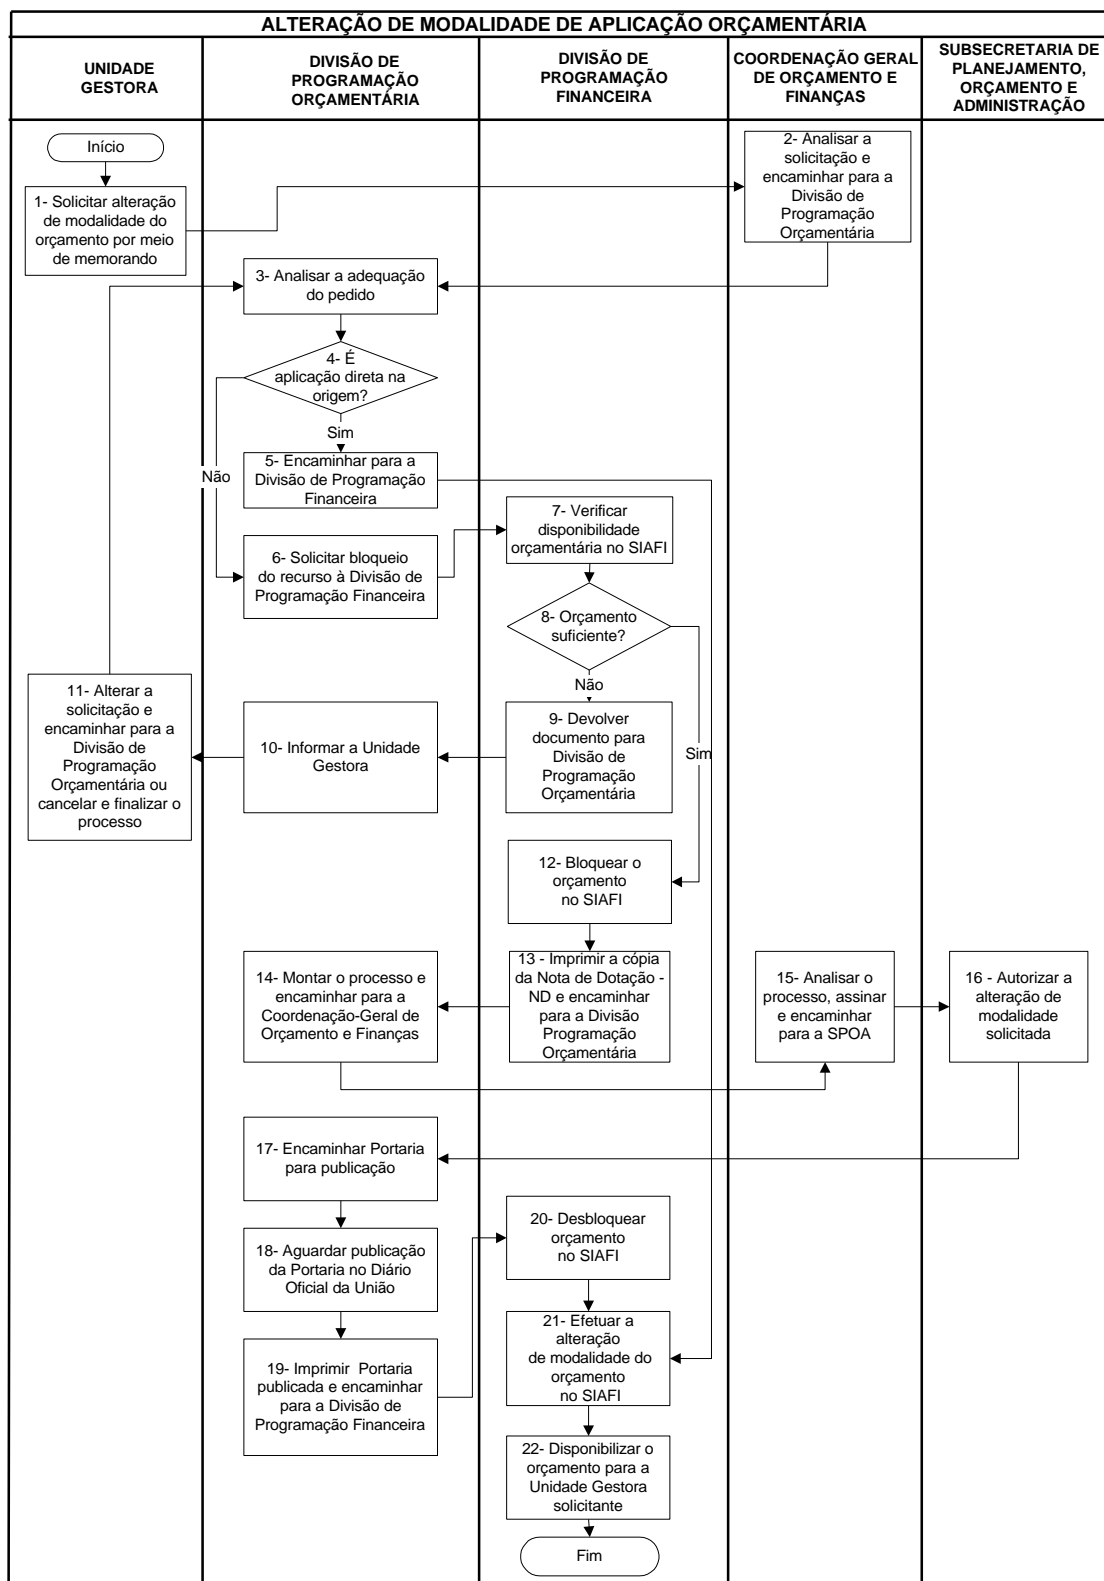 ALTERAÇÃO DE MODALIDADE DE APLICAÇÃO ORÇAMENTÁRIA
UNIDADE
GESTORA
DIVISÃO DE
PROGRAMAÇÃO
ORÇAMENTÁRIA
DIVISÃO DE
PROGRAMAÇÃO
FINANCEIRA
COORDENAÇÃO GERAL
DE ORÇAMENTO E
FINANÇAS
SUBSECRETARIA DE
PLANEJAMENTO,
ORÇAMENTO E
ADMINISTRAÇÃO
Início
1- Solicitar alteração
de modalidade do
orçamento por meio
de memorando
2- Analisar a
solicitação e
encaminhar para a
Divisão de
Programação
Orçamentária
3- Analisar a adequação
do pedido
4- É
aplicação direta na
origem?
Sim
Não
5- Encaminhar para a
Divisão de Programação
Financeira
6- Solicitar bloqueio
do recurso à Divisão de
Programação Financeira
7- Verificar
disponibilidade
orçamentária no SIAFI
8- Orçamento
suficiente?
Não
Sim
9- Devolver
documento para
Divisão de
Programação
Orçamentária
10- Informar a Unidade
Gestora
11- Alterar a
solicitação e
encaminhar para a
Divisão de
Programação
Orçamentária ou
cancelar e finalizar o
processo
12- Bloquear o
orçamento
no SIAFI
13 - Imprimir a cópia
da Nota de Dotação -
ND e encaminhar
para a Divisão
Programação
Orçamentária
14- Montar o processo e
encaminhar para a
Coordenação-Geral de
Orçamento e Finanças
15- Analisar o
processo, assinar
e encaminhar
para a SPOA
16 - Autorizar a
alteração de
modalidade
solicitada
17- Encaminhar Portaria
para publicação
18- Aguardar publicação
da Portaria no Diário
Oficial da União
19- Imprimir  Portaria
publicada e encaminhar
para a Divisão de
Programação Financeira
20- Desbloquear
orçamento
no SIAFI
21- Efetuar a
alteração
de modalidade do
orçamento
no SIAFI
22- Disponibilizar o
orçamento para a
Unidade Gestora
solicitante
Fim